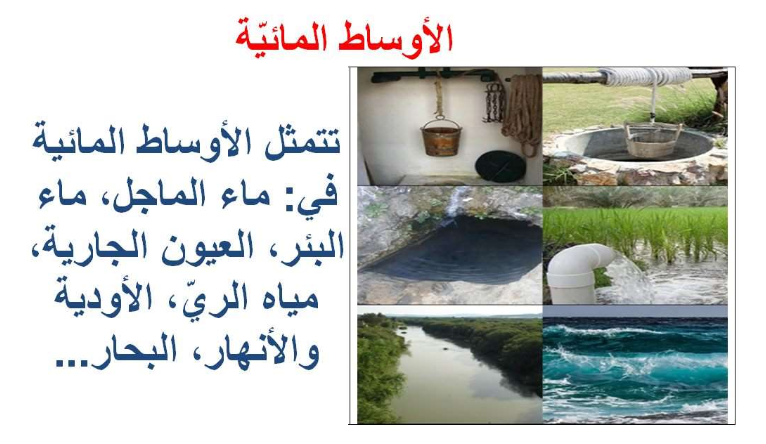 الأوساط المائيّة
تتمثل الأوساط المائية
في: ماء الماجل، ماء
البئر، العيون الجارية،
مياه الريّ، الأودية
والأنهار، البحار...